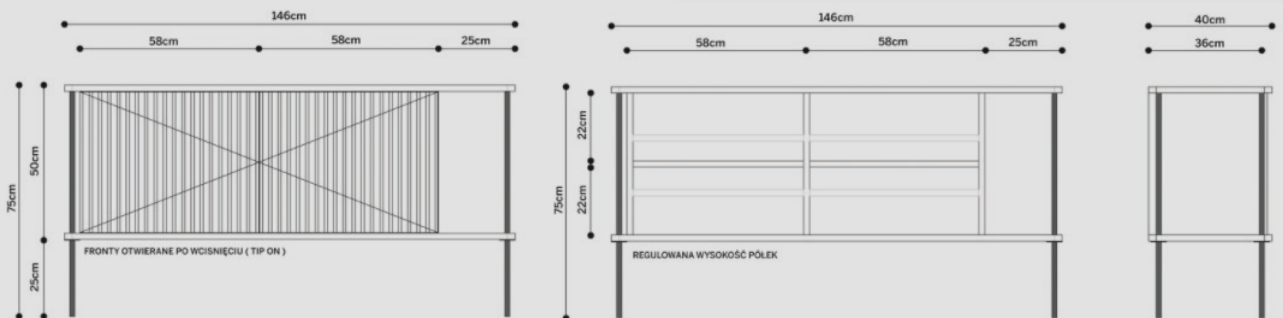 146cm
58cm
58cm
25cm
75cm
50cm
25cm
FRONTY OTWIERANE PO WCIŚNIĘCIU ( TIP ON )
146cm
58cm
58cm
25cm
75cm
22cm
22cm
REGULOWANA WYSOKOŚĆ PÓŁEK
40cm
36cm